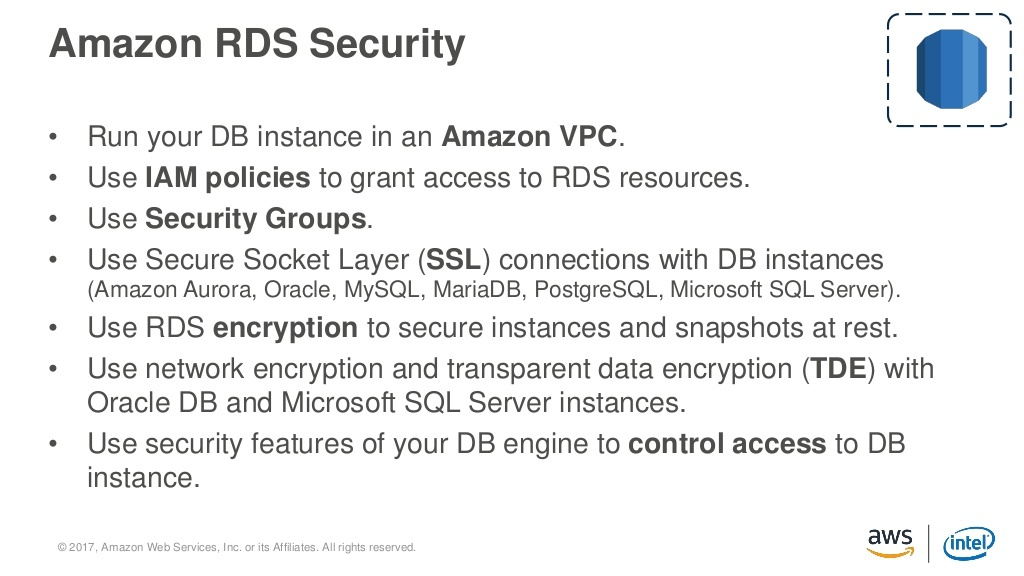 Amazon RDS Security
• Run your DB instance in an Amazon VPC.
• Use IAM policies to grant access to RDS resources.
• Use Security Groups.
• Use Secure Socket Layer (SSL) connections with DB instances
(Amazon Aurora, Oracle, MySQL, MariaDB, PostgreSQL, Microsoft SQL Server).
• Use RDS encryption to secure instances and snapshots at rest.
• Use network encryption and transparent data encryption (TDE) with
Oracle DB and Microsoft SQL Server instances.
• Use security features of your DB engine to control access to DB
instance.
© 2017, Amazon Web Services, Inc. or its Affiliates. All rights reserved.
aws
intel